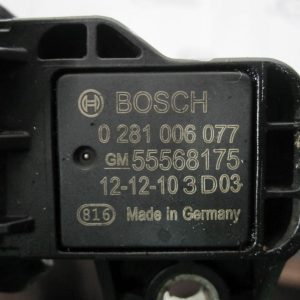 BOSCH
0 281 006 077
GM 55568175
12-12-10 3 D03
816 Made in Germany